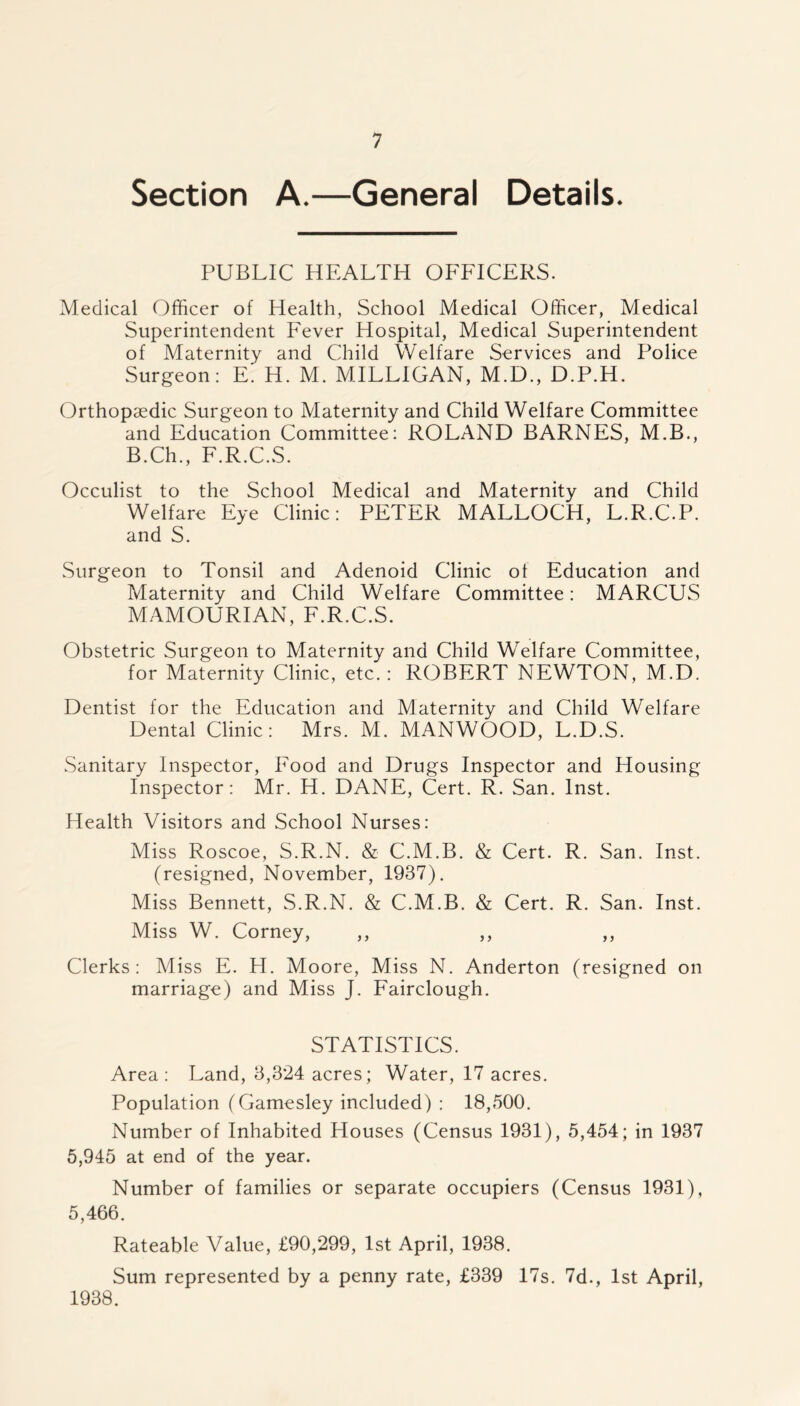 7
Section A.—General Details.
PUBLIC HEALTH OFFICERS.
Medical Officer of Health, School Medical Officer, Medical
Superintendent Fever Hospital, Medical Superintendent
of Maternity and Child Welfare Services and Police
Surgeon: E. H. M. MILLIGAN, M.D., D.P.H.
Orthopædic Surgeon to Maternity and Child Welfare Committee
and Education Committee: ROLAND BARNES, M.B.,
B.Ch., F.R.C.S.
Occulist to the School Medical and Maternity and Child
Welfare Eye Clinic: PETER MALLOCH, L.R.C.P.
and S.
Surgeon to Tonsil and Adenoid Clinic of Education and
Maternity and Child Welfare Committee: MARCUS
MAMOURIAN, F.R.C.S.
Obstetric Surgeon to Maternity and Child Welfare Committee,
for Maternity Clinic, etc.: ROBERT NEWTON, M.D.
Dentist for the Education and Maternity and Child Welfare
Dental Clinic: Mrs. M. MANWOOD, L.D.S.
Sanitary Inspector, Food and Drugs Inspector and Housing
Inspector: Mr. H. DANE, Cert. R. San. Inst.
Health Visitors and School Nurses:
Miss Roscoe, S.R.N. & C.M.B. & Cert. R. San. Inst.
(resigned, November, 1937).
Miss Bennett, S.R.N. & C.M.B. & Cert. R. San. Inst.
Miss W. Corney, ,, ,, ,,
Clerks: Miss E. H. Moore, Miss N. Anderton (resigned on
marriage) and Miss J. Fairclough.
STATISTICS.
Area: Land, 3,324 acres; Water, 17 acres.
Population (Gamesley included): 18,500.
Number of Inhabited Houses (Census 1931), 5,454; in 1937
5,945 at end of the year.
Number of families or separate occupiers (Census 1931),
5,466.
Rateable Value, £90,299, 1st April, 1938.
Sum represented by a penny rate, £339 17s. 7d., 1st April,
1938.